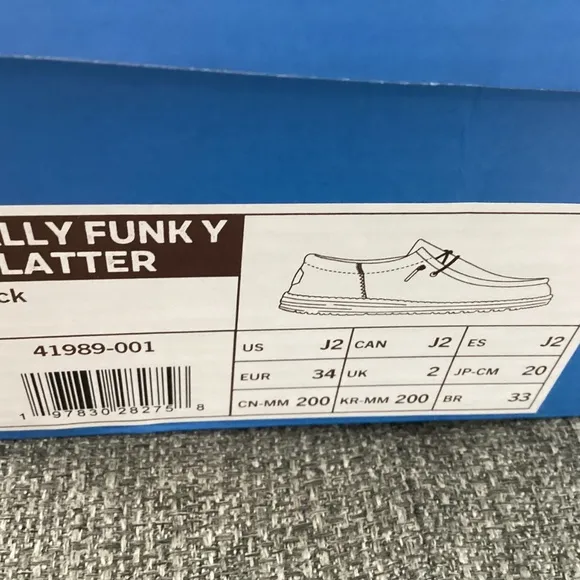 ALLY FUNK Y
LATTER
ck
41989-001
1 97830 28275 8
US J2 CAN J2 ES J2
EUR 34 UK 2 JP-CM 20
CN-MM 200 KR-MM 200 BR 33